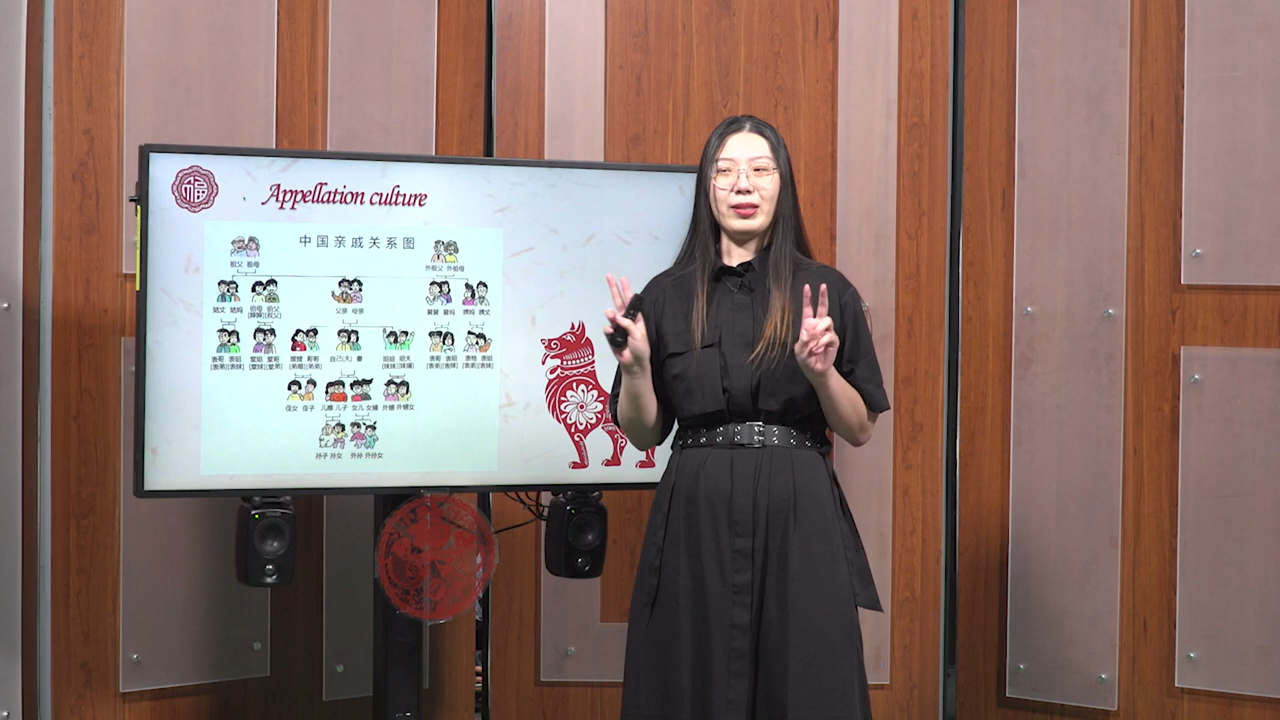 福
Appellation culture
中国亲戚关系图
祖父 祖母
外祖父 外祖母
姑丈 姑妈 伯母 伯父
[婶婶][叔父]
父亲 母亲
舅舅 舅妈 姨妈 姨丈
表哥 表姐 堂姐 堂哥 嫂嫂 哥哥 自己(夫) 妻 姐姐 姐夫 表哥 表姐 表格 表姐
[表弟][表妹] [堂妹][堂弟] [弟媳][弟弟] [妹妹][妹婿] [表弟][表妹] [表弟][表妹]
侄女 侄子 儿媳 儿子 女儿 女婿 外甥 外甥女
孙子 孙女 外孙 外孙女